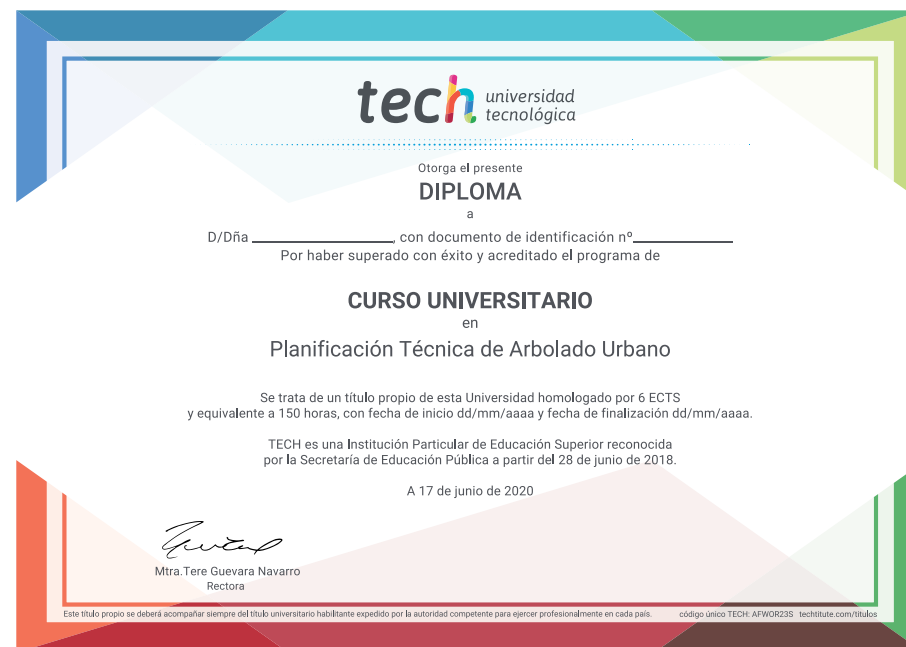 tech universidad
tecnológica
Otorga el presente
DIPLOMA
a
D/Dña ____________________, con documento de identificación nº______________
Por haber superado con éxito y acreditado el programa de
CURSO UNIVERSITARIO
en
Planificación Técnica de Arbolado Urbano
Se trata de un título propio de esta Universidad homologado por 6 ECTS
y equivalente a 150 horas, con fecha de inicio dd/mm/aaaa y fecha de finalización dd/mm/aaaa.
TECH es una Institución Particular de Educación Superior reconocida
por la Secretaría de Educación Pública a partir del 28 de junio de 2018.
A 17 de junio de 2020
Mtra.Tere Guevara Navarro
Rectora
Este título propio se deberá acompañar siempre del título universitario habilitante expedido por la autoridad competente para ejercer profesionalmente en cada país. código único TECH: AFWOR23S techtitute.com/títulos